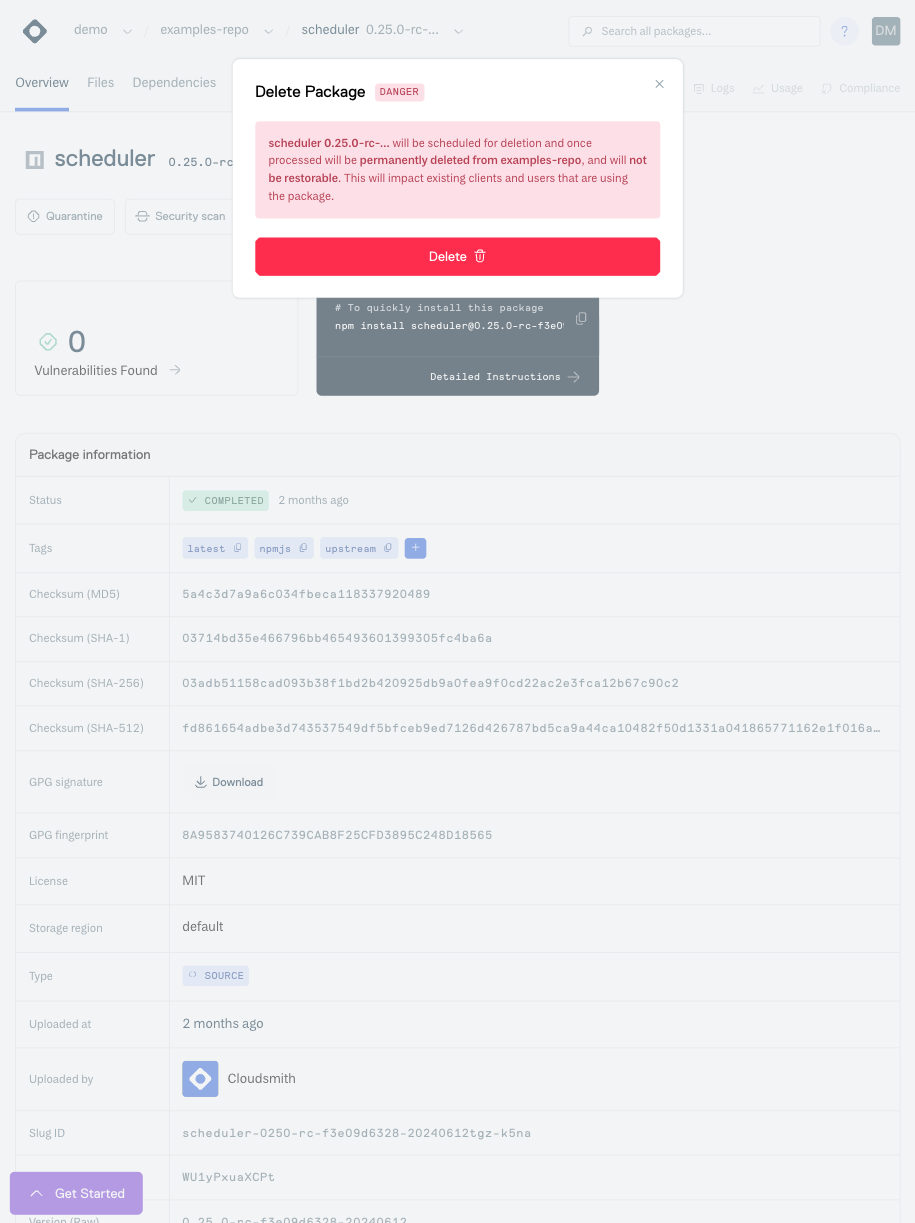 demo / examples-repo / scheduler 0.25.0-rc-...
Search all packages...
?
DM
Overview Files Dependencies
Logs Usage Compliance
Delete Package DANGER
scheduler 0.25.0-rc-... will be scheduled for deletion and once
processed will be permanently deleted from examples-repo, and will not
be restorable. This will impact existing clients and users that are using
the package.
Delete
scheduler 0.25.0-rc
Quarantine Security scan
0
Vulnerabilities Found
# To quickly install this package
npm install scheduler@0.25.0-rc-f3e0
Detailed Instructions
Package information
Status COMPLETED 2 months ago
Tags latest npmjs upstream +
Checksum (MD5) 5a4c3d7a9a6c034fbeca118337920489
Checksum (SHA-1) 03714bd35e466796bb465493601399305fc4ba6a
Checksum (SHA-256) 03adb51158cad093b38f1bd2b420925db9a0fea9f0cd22ac2e3fca12b67c90c2
Checksum (SHA-512) fd861654adbe3d743537549df5bfceb9ed7126d426787bd5ca9a44ca10482f50d1331a041865771162e1f016a…
GPG signature Download
GPG fingerprint 8A9583740126C739CAB8F25CFD3895C248D18565
License MIT
Storage region default
Type SOURCE
Uploaded at 2 months ago
Uploaded by Cloudsmith
Slug ID scheduler-0250-rc-f3e09d6328-20240612tgz-k5na
WU1yPxuaXCPt
Get Started
Version (Raw) 0.25.0-rc-f3e09d6328-20240612